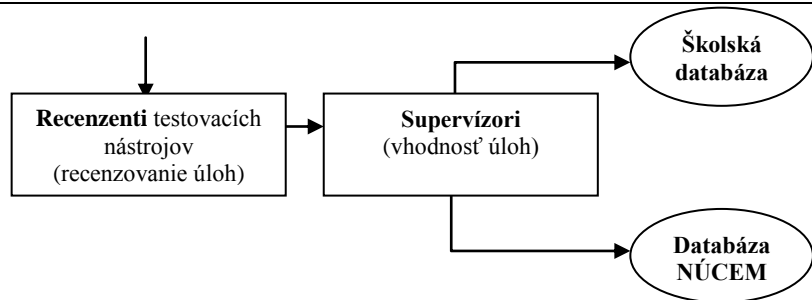 Školská
databáza
Recenzenti testovacích
nástrojov
(recenzovanie úloh)
Supervízori
(vhodnosť úloh)
Databáza
NÚCEM